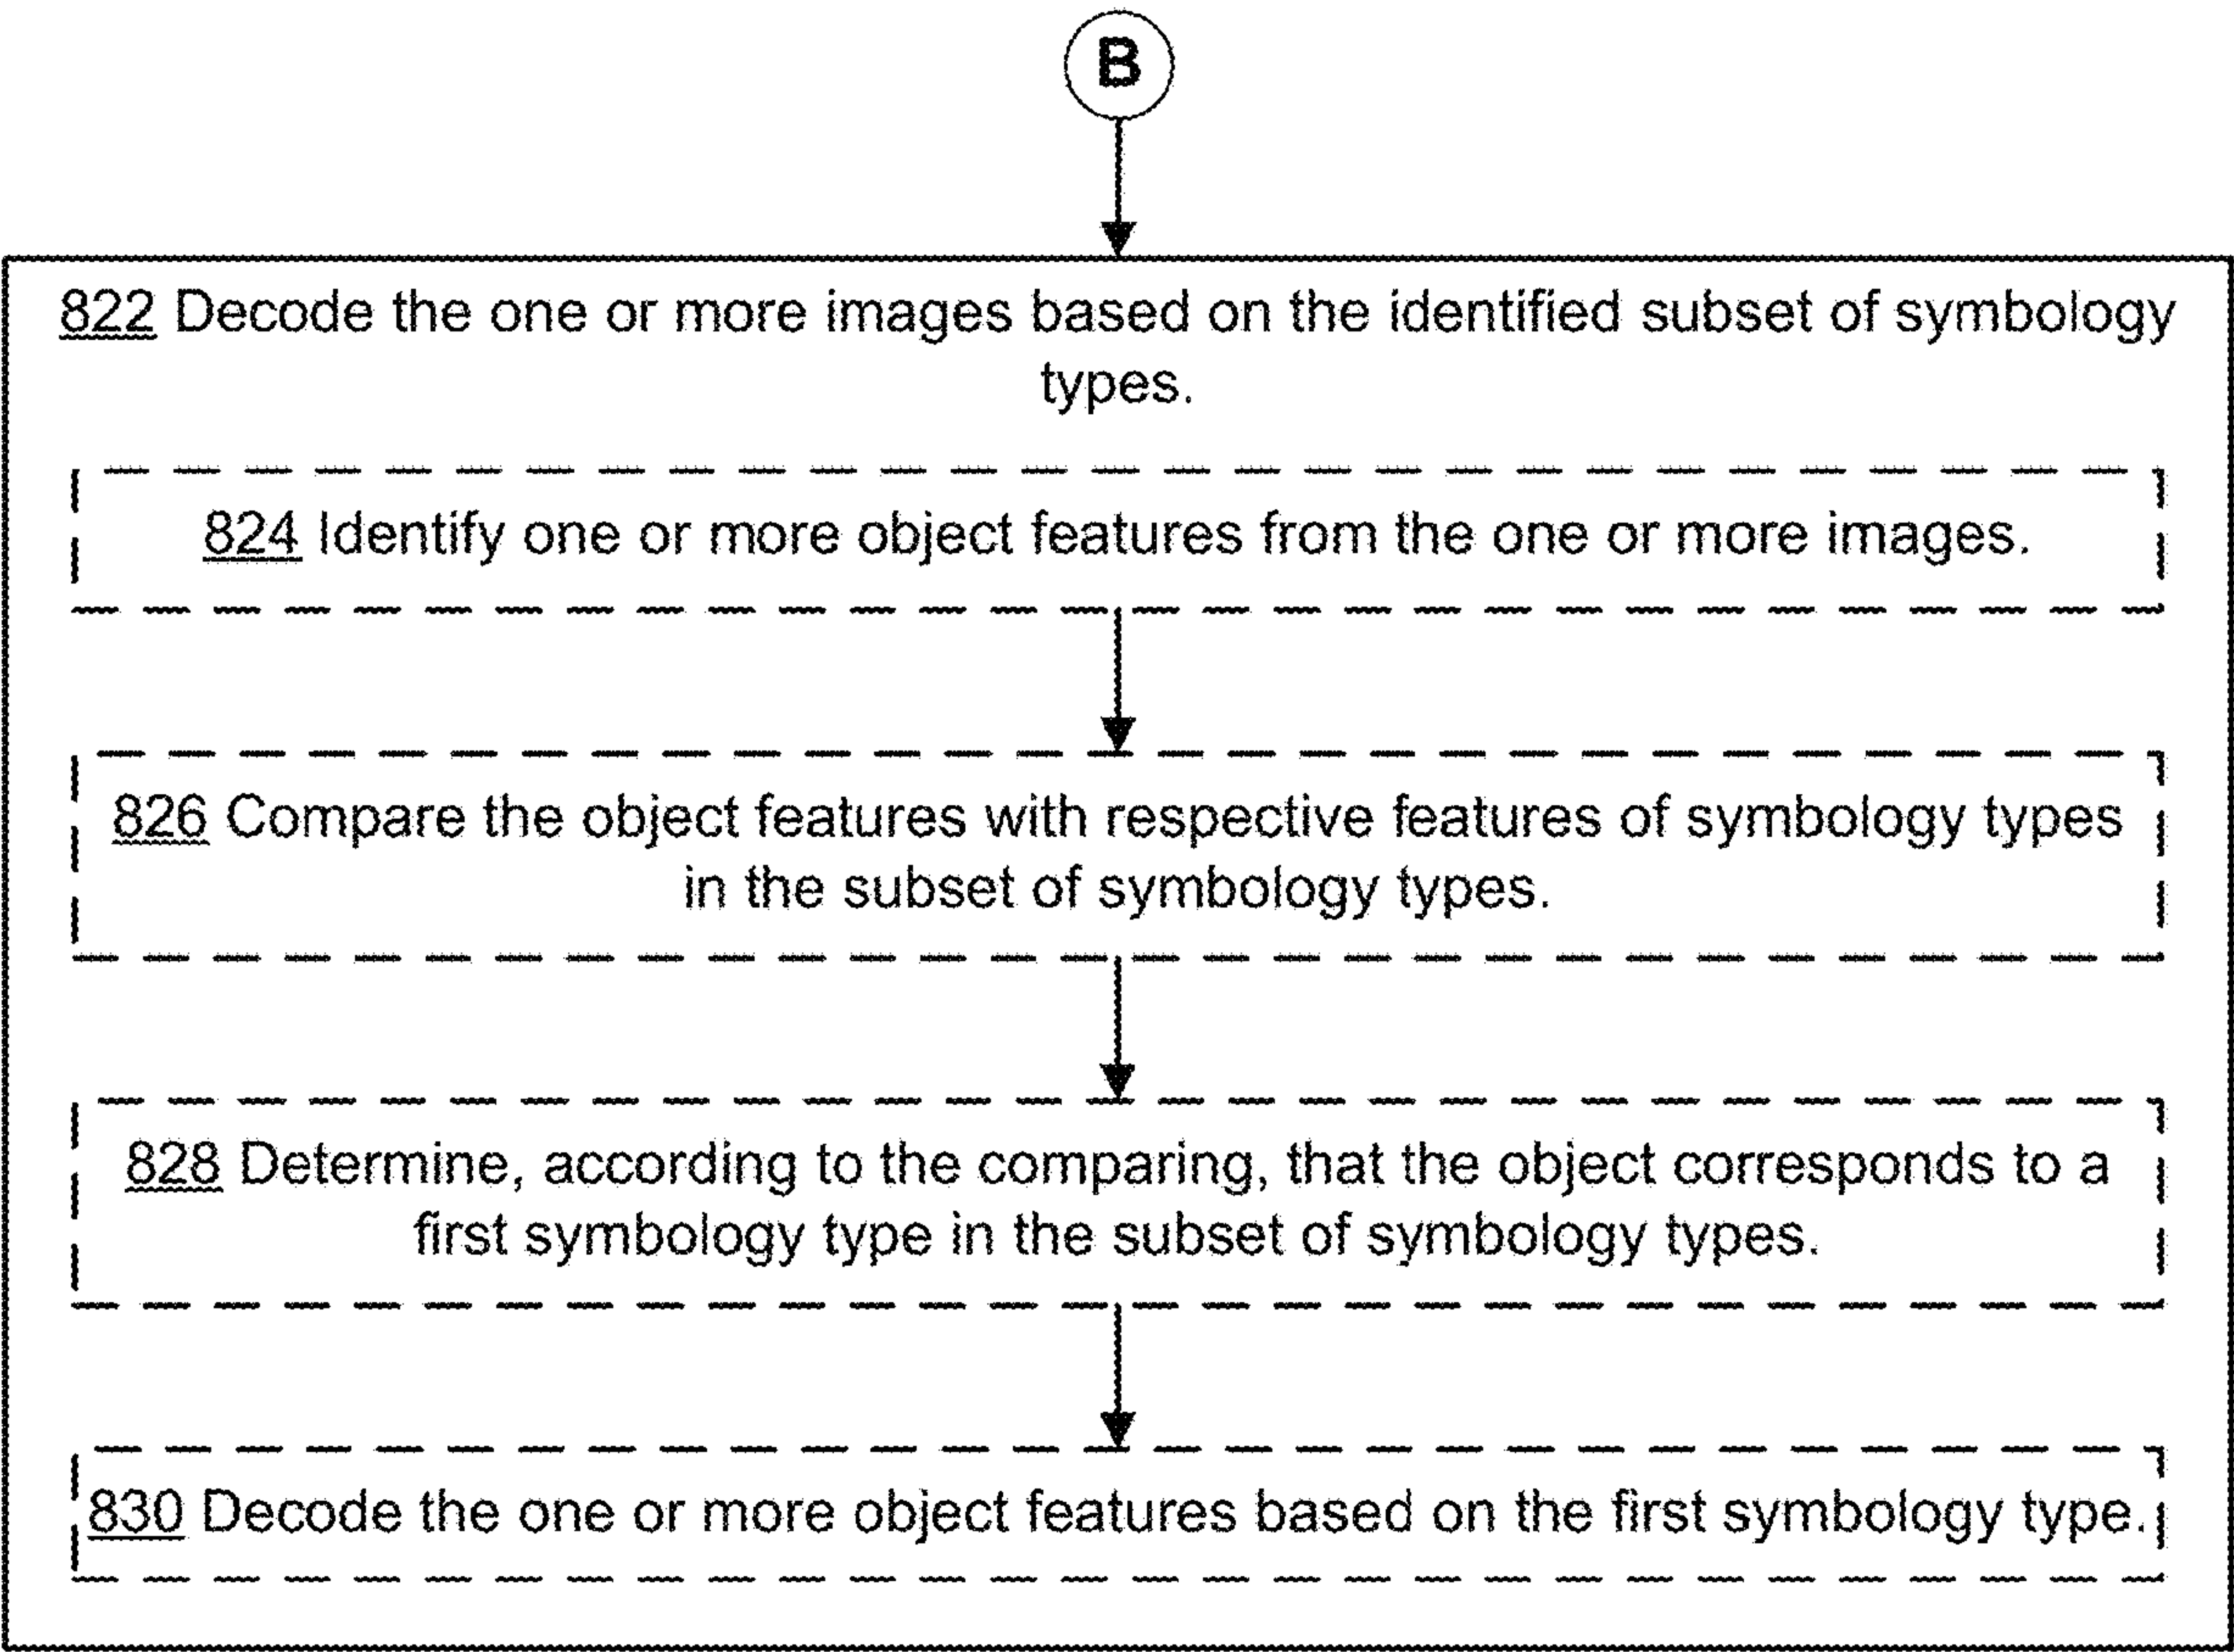 B
822 Decode the one or more images based on the identified subset of symbology
types.
824 Identify one or more object features from the one or more images.
826 Compare the object features with respective features of symbology types
in the subset of symbology types.
828 Determine, according to the comparing, that the object corresponds to a
first symbology type in the subset of symbology types.
830 Decode the one or more object features based on the first symbology type.